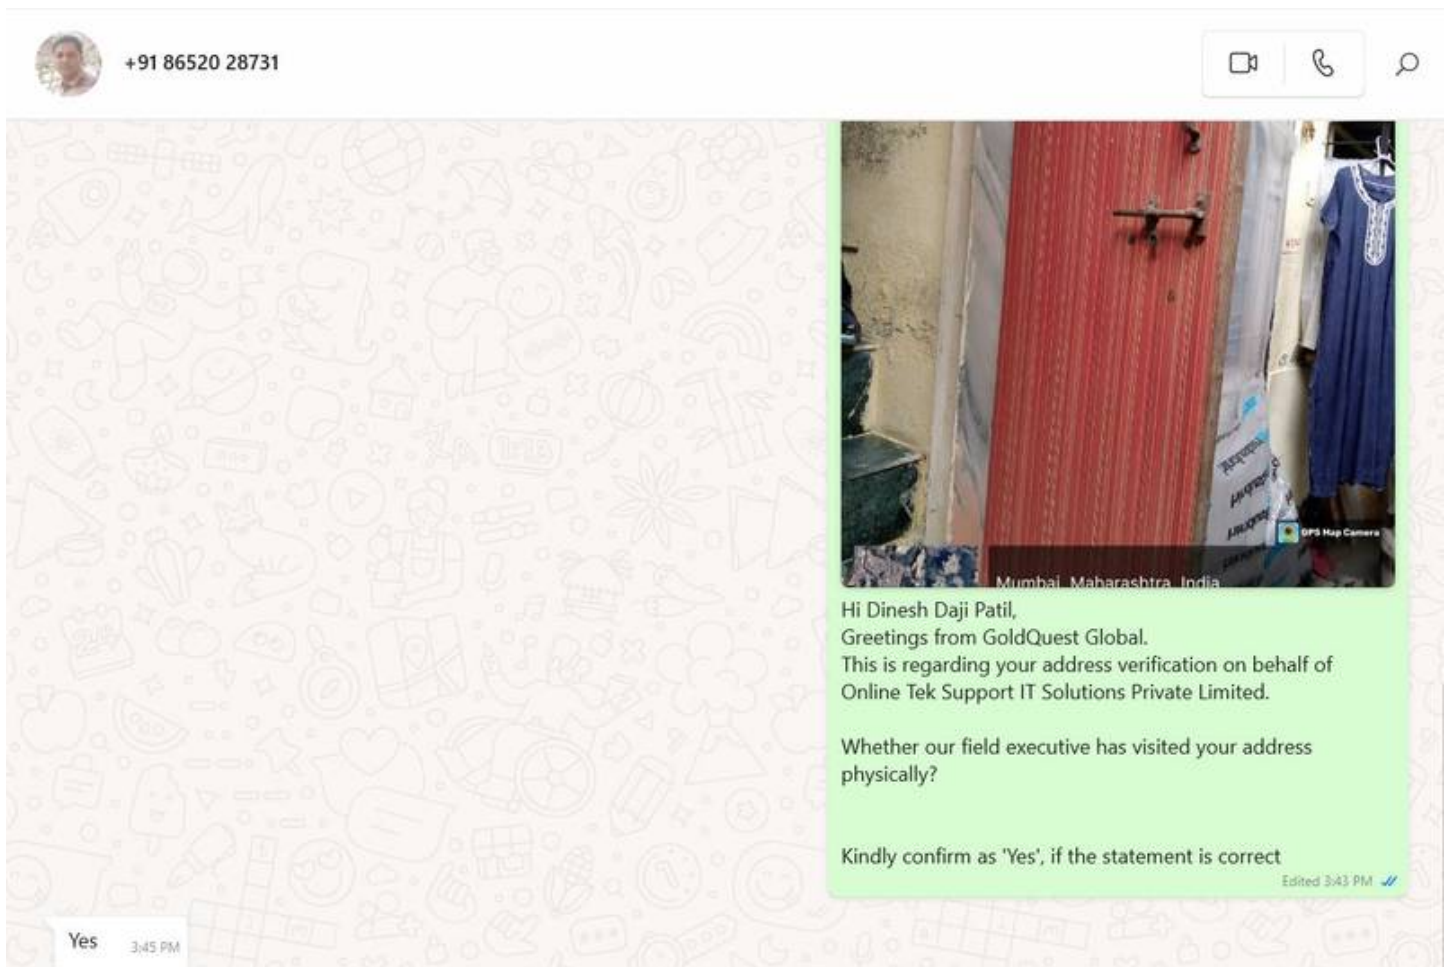 +91 86520 28731
GPS Map Camera
Mumbai, Maharashtra, India
Hi Dinesh Daji Patil,
Greetings from GoldQuest Global.
This is regarding your address verification on behalf of
Online Tek Support IT Solutions Private Limited.
Whether our field executive has visited your address
physically?
Kindly confirm as 'Yes', if the statement is correct
Edited 3:43 PM
Yes
3:45 PM